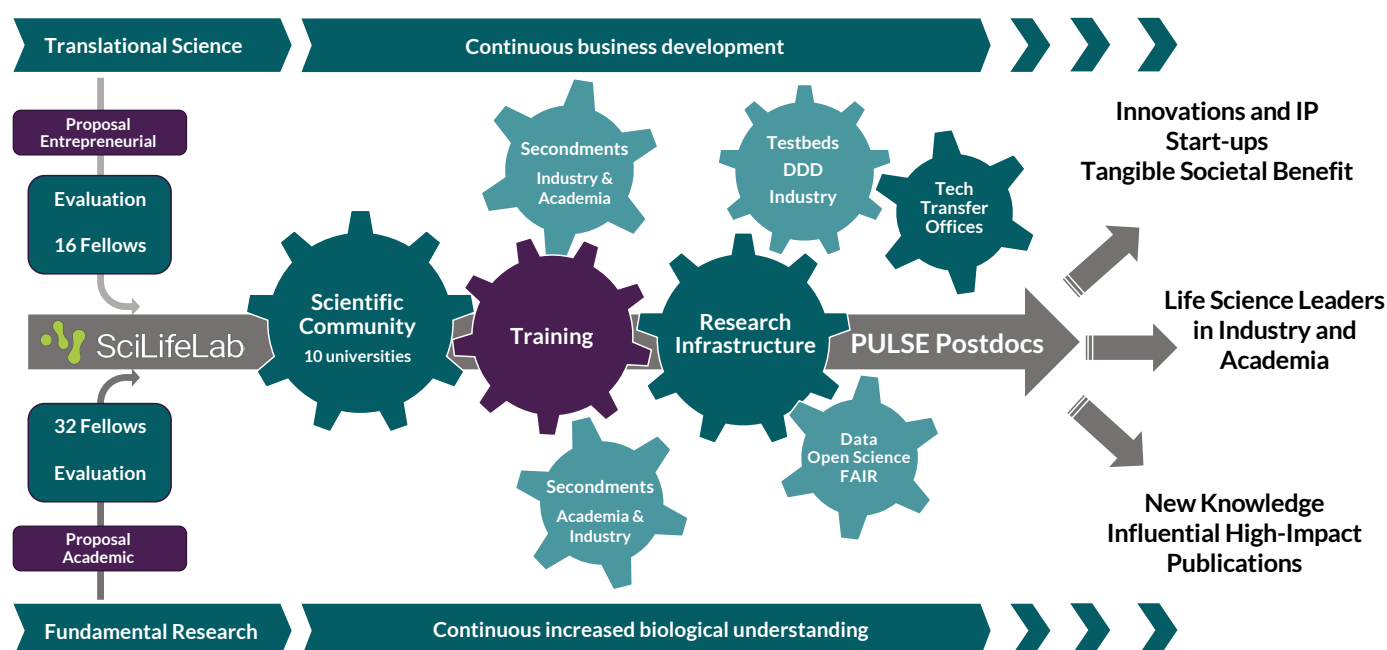 Translational Science
Continuous business development
Proposal
Entrepreneurial
Evaluation
16 Fellows
SciLifeLab
32 Fellows
Evaluation
Proposal
Academic
Scientific
Community
10 universities
Secondments
Industry &
Academia
Training
Secondments
Academia &
Industry
Testbeds
DDD
Industry
Tech
Transfer
Offices
Research
Infrastructure
Data
Open Science
FAIR
PULSE Postdocs
Innovations and IP
Start-ups
Tangible Societal Benefit
Life Science Leaders
in Industry and
Academia
New Knowledge
Influential High-Impact
Publications
Fundamental Research
Continuous increased biological understanding